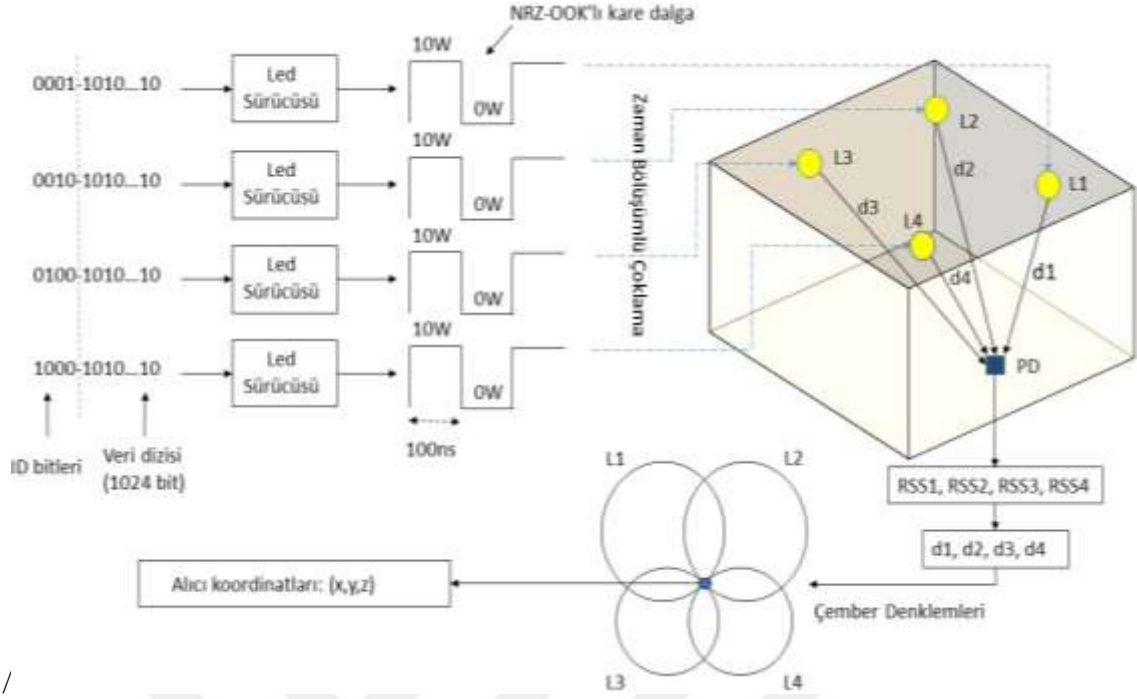 NRZ-OOK'lı kare dalga
0001-1010...10
Led
Sürücüsü
10W
0W
0010-1010...10
Led
Sürücüsü
10W
0W
0100-1010...10
Led
Sürücüsü
10W
0W
1000-1010...10
Led
Sürücüsü
10W
0W
100ns
ID bitleri
Veri dizisi
(1024 bit)
Zaman Bölüşümlü Çoklama
L2
L3
L1
L4
d2
d3
d4
d1
PD
RSS1, RSS2, RSS3, RSS4
d1, d2, d3, d4
Çember Denklemleri
L1
L2
L3
L4
Alıcı koordinatları: (x,y,z)
/